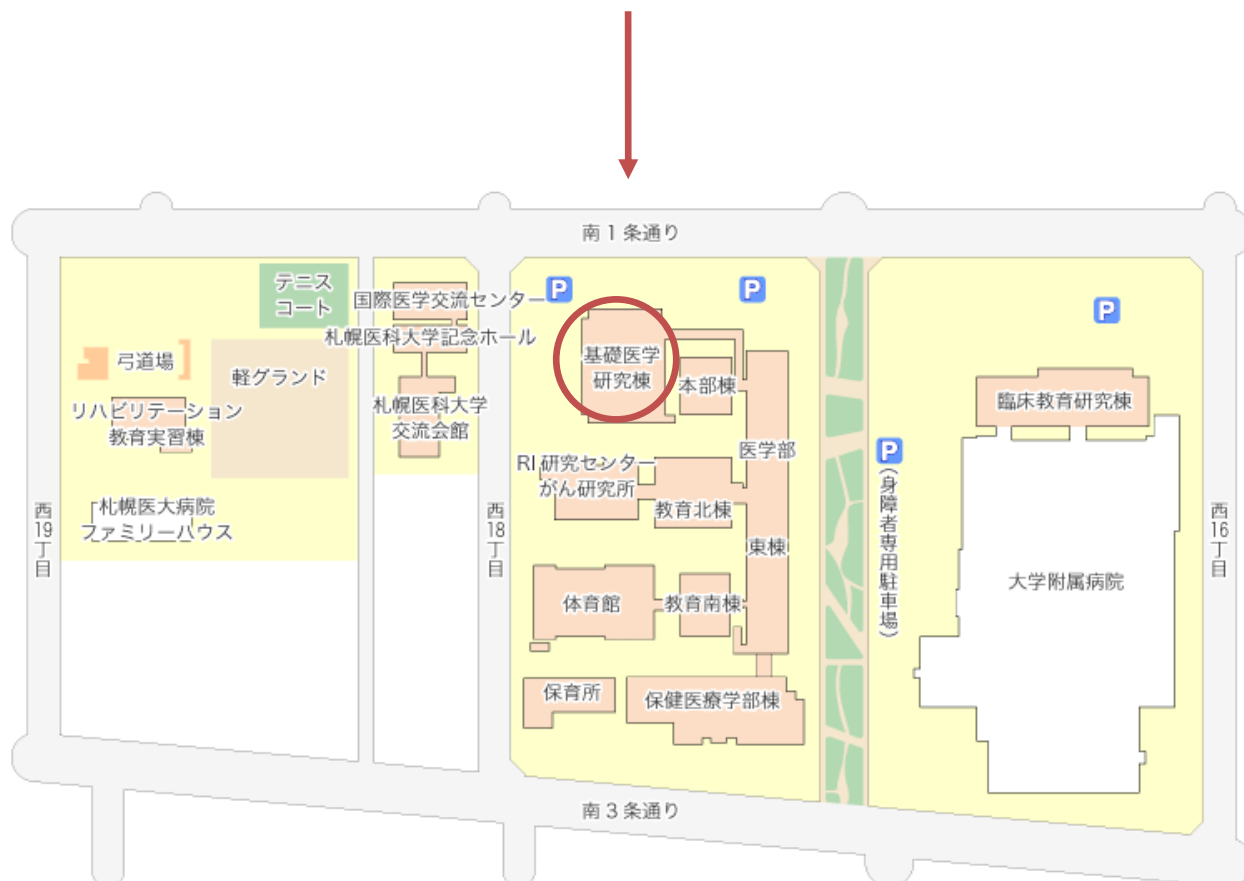 南1条通り
テニス
コート
国際医学交流センター
札幌医科大学記念ホール
弓道場
軽グランド
リハビリテーション
教育実習棟
札幌医科大学
交流会館
札幌医大病院
ファミリーハウス
西19丁目
西18丁目
P
P
基礎医学
研究棟
本部棟
医学部
RI研究センター
がん研究所
教育北棟
東棟
体育館
教育南棟
保育所
保健医療学部棟
P
臨床教育研究棟
P
(身障者専用駐車場)
大学附属病院
西16丁目
南3条通り